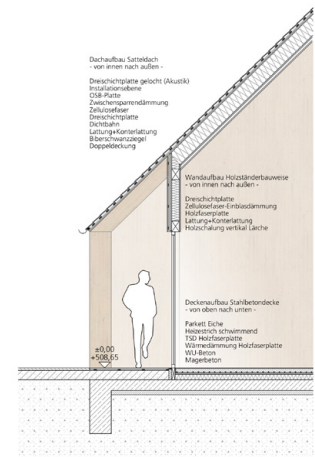 Dachaufbau Satteldach
- von innen nach außen -
Dreischichtplatte gelocht (Akustik)
Installationsebene
OSB-Platte
Zwischensparrendämmung
Zellulosefaser
Dreischichtplatte
Dichtbahn
Lattung+Konterlattung
Biberschwanzziegel
Doppeldeckung
Wandaufbau Holzständerbauweise
- von innen nach außen -
Dreischichtplatte
Zellulosefaser-Einblasdämmung
Holzfaserplatte
Lattung+Konterlattung
Holzschalung vertikal Lärche
Deckenaufbau Stahlbetondecke
- von oben nach unten -
Parkett Eiche
Heizestrich schwimmend
TSD Holzfaserplatte
Wärmedämmung Holzfaserplatte
WU-Beton
Magerbeton
±0,00
+508,65